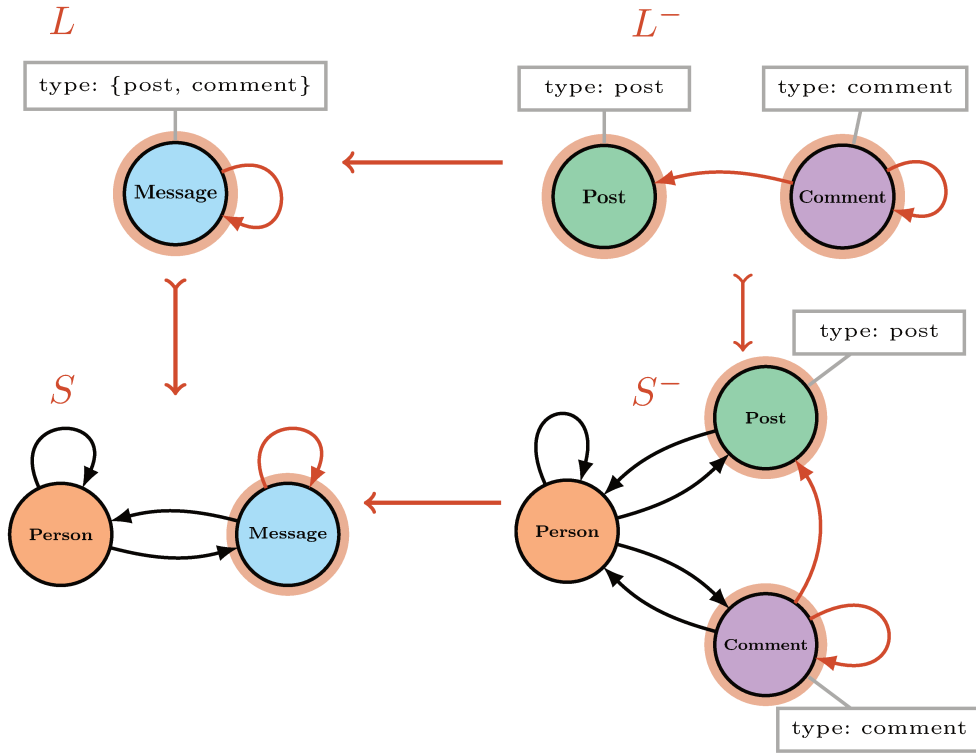 L
L⁻
type: {post, comment}
type: post
type: comment
Message
Post
Comment
type: post
S
S⁻
Post
Person
Message
Person
Comment
type: comment